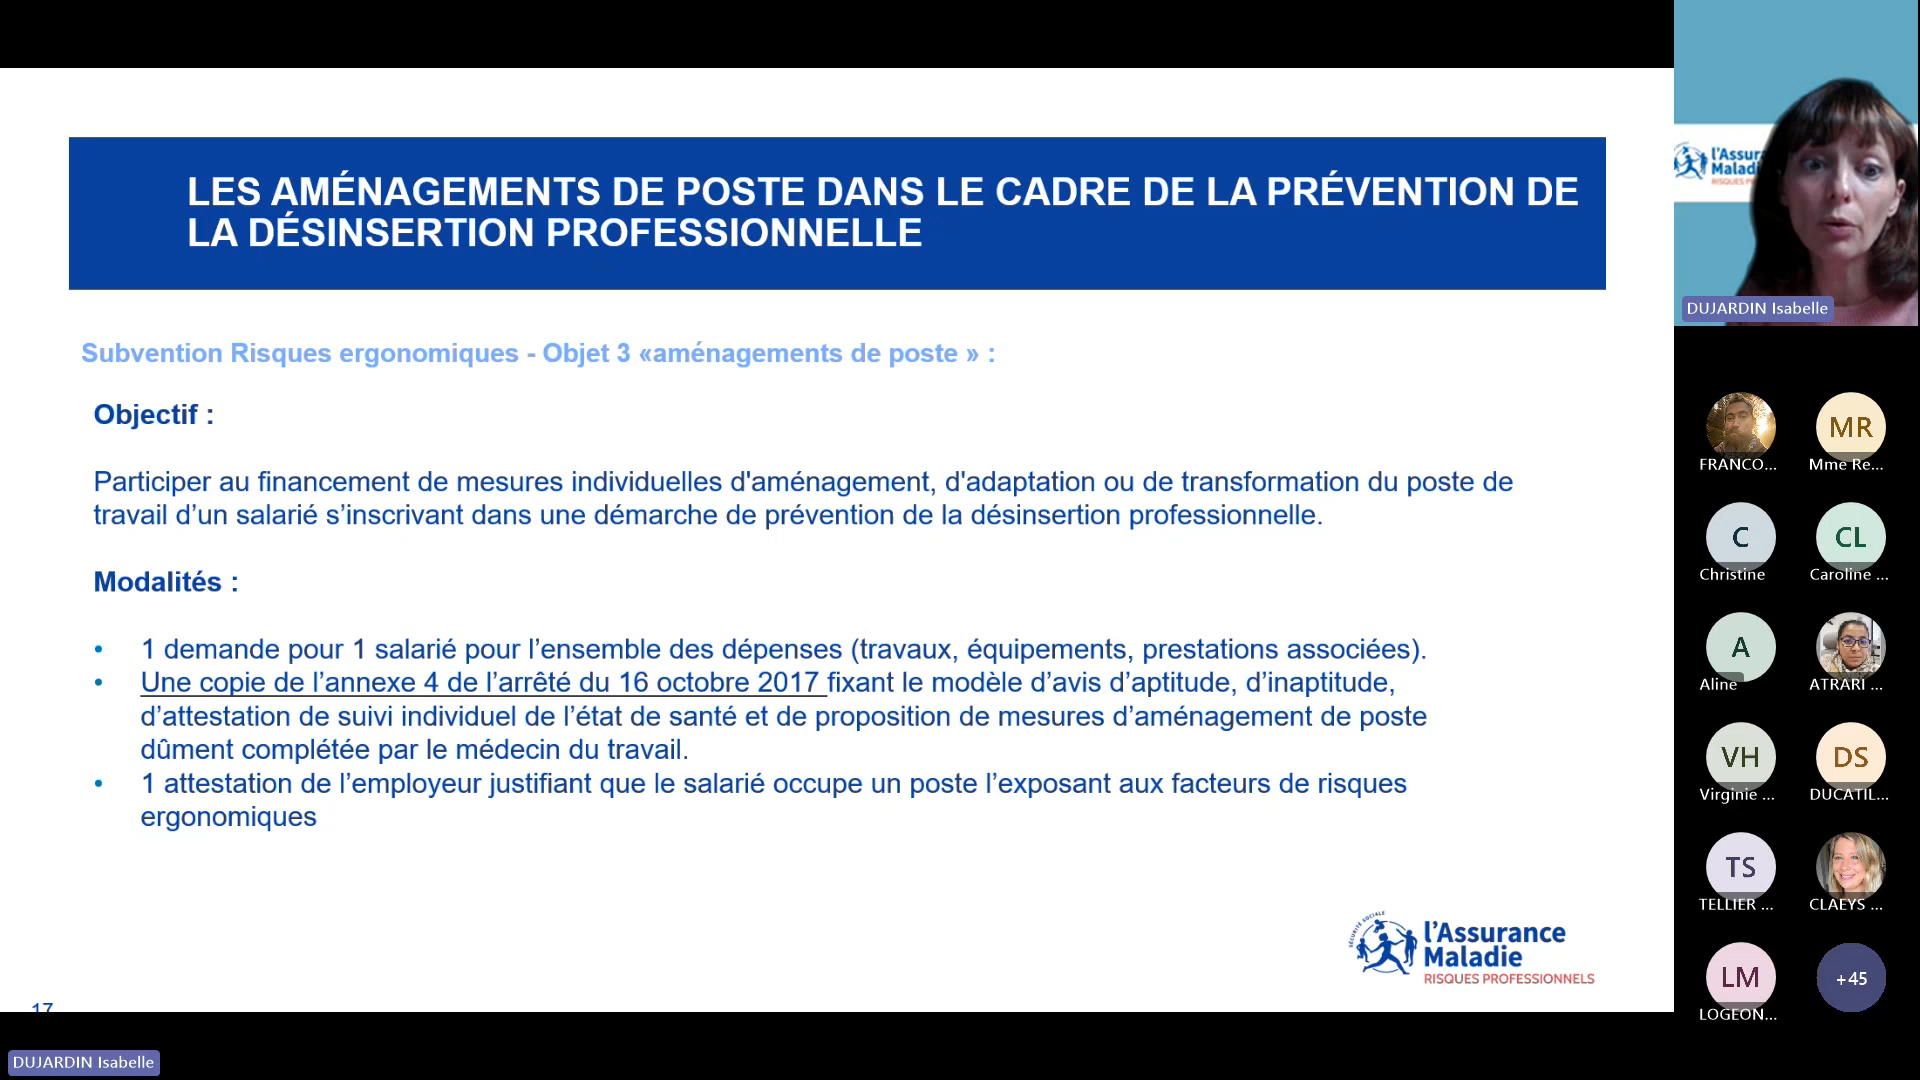 LES AMÉNAGEMENTS DE POSTE DANS LE CADRE DE LA PRÉVENTION DE
LA DÉSINSERTION PROFESSIONNELLE
Subvention Risques ergonomiques - Objet 3 «aménagements de poste » :
Objectif :
Participer au financement de mesures individuelles d'aménagement, d'adaptation ou de transformation du poste de
travail d’un salarié s’inscrivant dans une démarche de prévention de la désinsertion professionnelle.
Modalités :
• 1 demande pour 1 salarié pour l’ensemble des dépenses (travaux, équipements, prestations associées).
• Une copie de l’annexe 4 de l’arrêté du 16 octobre 2017 fixant le modèle d’avis d’aptitude, d’inaptitude,
d’attestation de suivi individuel de l’état de santé et de proposition de mesures d’aménagement de poste
dûment complétée par le médecin du travail.
• 1 attestation de l’employeur justifiant que le salarié occupe un poste l’exposant aux facteurs de risques
ergonomiques
SÉCURITÉ SOCIALE
l’Assurance
Maladie
RISQUES PROFESSIONNELS
17
DUJARDIN Isabelle
l’Assur
Maladi
RISQUES P
DUJARDIN Isabelle
FRANCO...
MR
Mme Re...
C
Christine
CL
Caroline ...
A
Aline
ATRARI ...
VH
Virginie ...
DS
DUCATIL...
TS
TELLIER ...
CLAEYS ...
LM
LOGEON...
+45